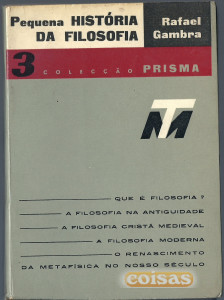 Pequena HISTÓRIA Rafael
DA FILOSOFIA Gambra
3 COLECÇÃO PRISMA
TM
QUE É FILOSOFIA?
A FILOSOFIA NA ANTIGUIDADE
A FILOSOFIA CRISTÃ MEDIEVAL
A FILOSOFIA MODERNA
O RENASCIMENTO
DA METAFÍSICA NO NOSSO SÉCULO
coisas